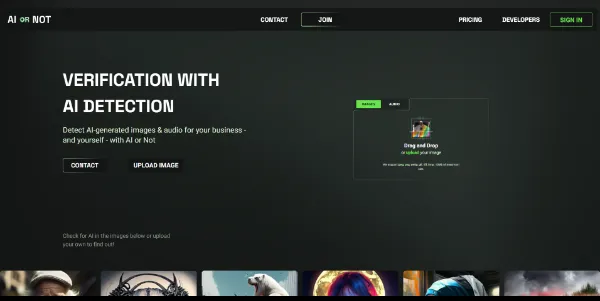 AI OR NOT
CONTACT
JOIN
PRICING
DEVELOPERS
SIGN IN
VERIFICATION WITH
AI DETECTION
Detect AI-generated images & audio for your business -
and yourself - with AI or Not
CONTACT
UPLOAD IMAGE
IMAGES
AUDIO
Drag and Drop
or upload your image
Check for AI in the images below or upload
your own to find out!